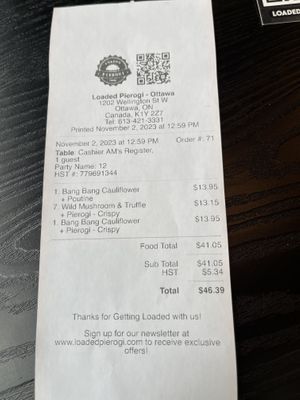 LOADED
PIEROGI
Loaded Pierogi - Ottawa
1202 Wellington St W
Ottawa, ON
Canada, K1Y 2Z7
Tel: 613-421-3331
Printed November 2, 2023 at 12:59 PM
November 2, 2023 at 12:59 PM Order #: 71
Table: Cashier AM's Register,
1 guest
Party Name: 12
HST #: 779691344
1. Bang Bang Cauliflower $13.95
+ Poutine
7. Wild Mushroom & Truffle $13.15
+ Pierogi - Crispy
1. Bang Bang Cauliflower $13.95
+ Pierogi - Crispy
Food Total $41.05
Sub Total $41.05
HST $5.34
Total $46.39
Thanks for Getting Loaded with us!
Sign up for our newsletter at
www.loadedpierogi.com to receive exclusive
offers!